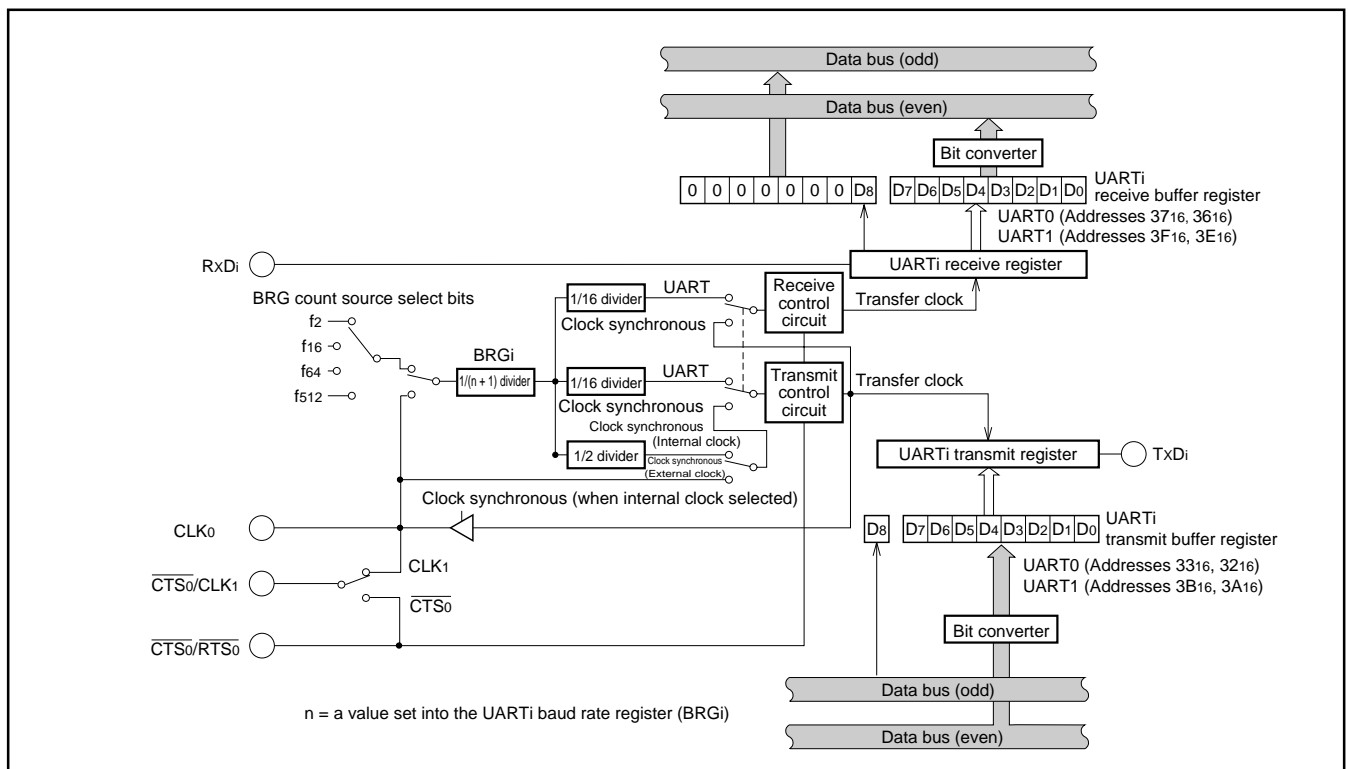 Data bus (odd)
Data bus (even)
Bit converter
0 0 0 0 0 0 0 D8
D7 D6 D5 D4 D3 D2 D1 D0
UARTi
receive buffer register
UART0 (Addresses 3716, 3616)
UART1 (Addresses 3F16, 3E16)
RxDi
UARTi receive register
BRG count source select bits
f2
f16
f64
f512
BRGi
1/(n + 1) divider
1/16 divider
UART
Clock synchronous
Receive
control
circuit
Transfer clock
1/16 divider
UART
Clock synchronous
Transmit
control
circuit
Transfer clock
Clock synchronous
(Internal clock)
1/2 divider
Clock synchronous
(External clock)
UARTi transmit register
TxDi
Clock synchronous (when internal clock selected)
CLK0
CLK1
C̅T̅S̅0̅/CLK1
C̅T̅S̅0̅
C̅T̅S̅0̅/R̅T̅S̅0̅
D8
D7 D6 D5 D4 D3 D2 D1 D0
UARTi
transmit buffer register
UART0 (Addresses 3316, 3216)
UART1 (Addresses 3B16, 3A16)
Bit converter
Data bus (odd)
Data bus (even)
n = a value set into the UARTi baud rate register (BRGi)